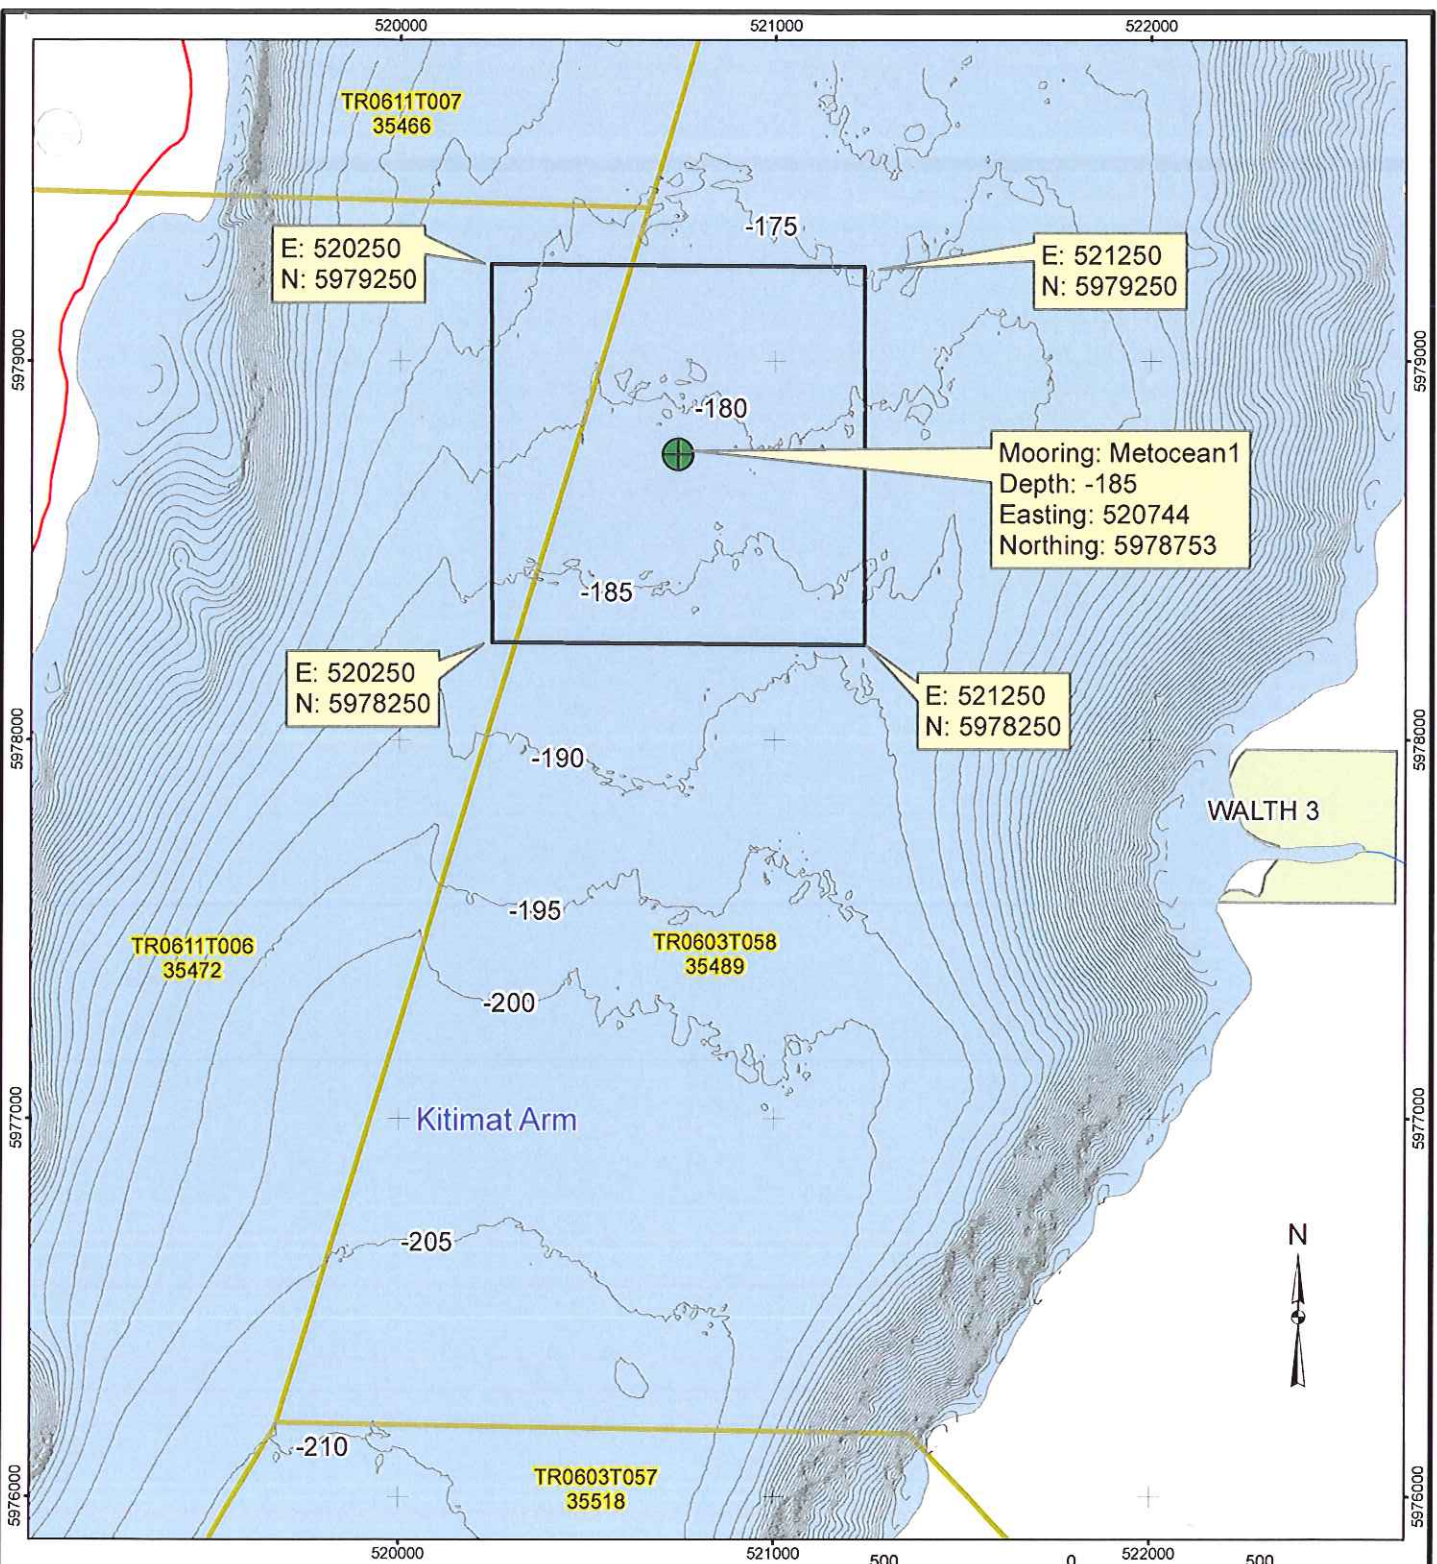 520000
521000
522000
TR0611T007
35466
-175
E: 520250
N: 5979250
E: 521250
N: 5979250
5979000
5979000
-180
Mooring: Metocean1
Depth: -185
Easting: 520744
Northing: 5978753
-185
E: 520250
N: 5978250
E: 521250
N: 5978250
5978000
5978000
-190
WALTH 3
-195
TR0611T006
35472
TR0603T058
35489
-200
5977000
5977000
Kitimat Arm
-205
N
-210
TR0603T057
35518
5976000
5976000
520000
521000
522000
500
0
500